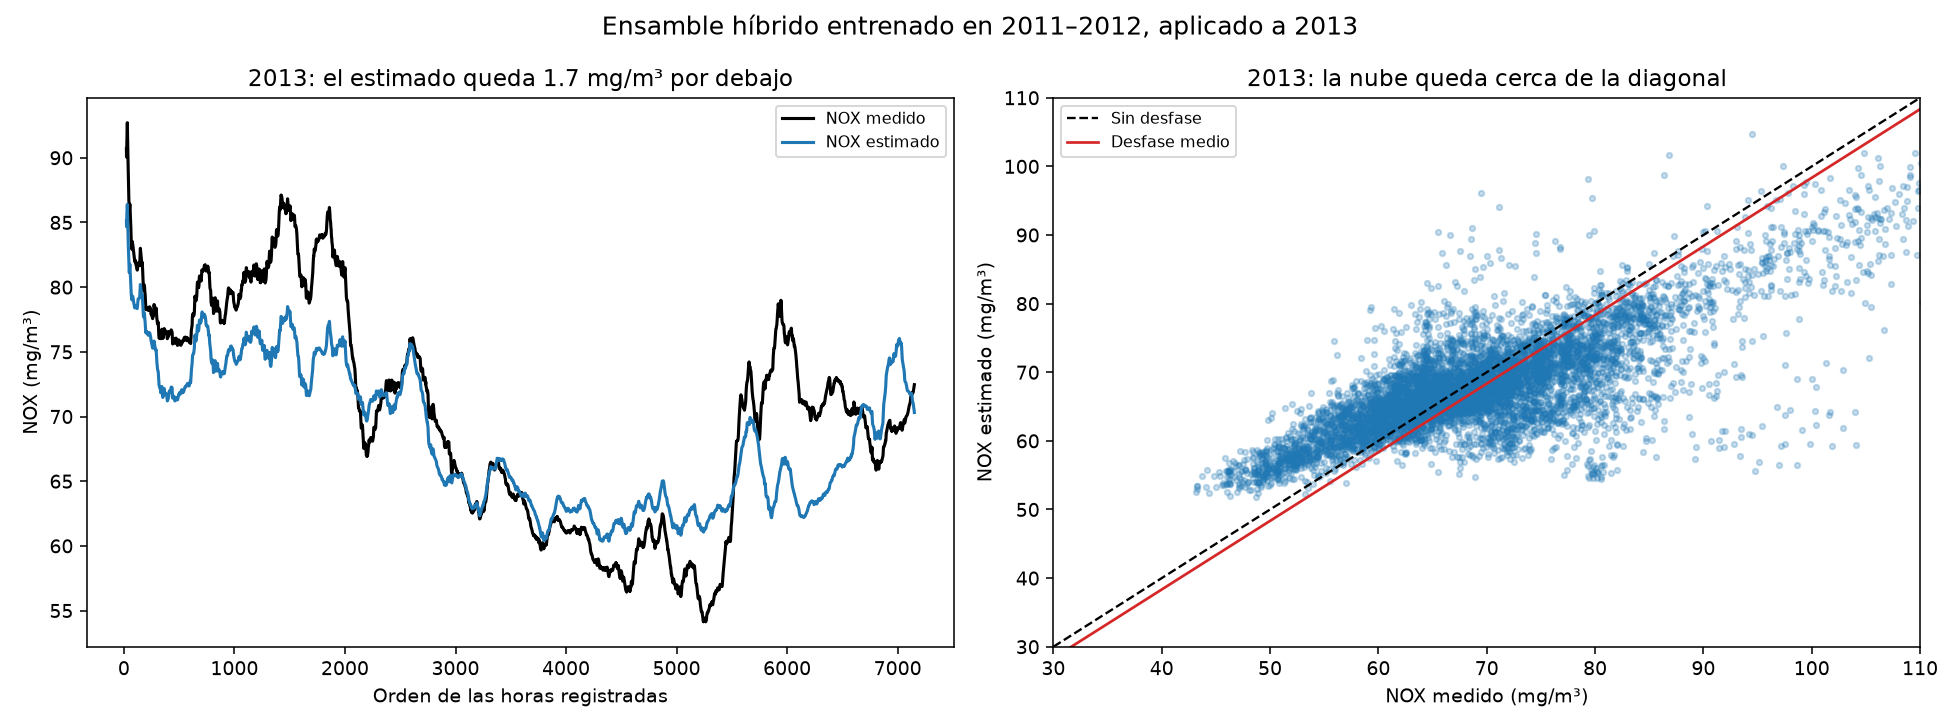 Ensamble híbrido entrenado en 2011–2012, aplicado a 2013
2013: el estimado queda 1.7 mg/m³ por debajo
NOX medido
NOX estimado
90
85
80
75
70
65
60
55
NOX (mg/m³)
0 1000 2000 3000 4000 5000 6000 7000
Orden de las horas registradas
2013: la nube queda cerca de la diagonal
Sin desfase
Desfase medio
110
100
90
80
70
60
50
40
30
NOX estimado (mg/m³)
30 40 50 60 70 80 90 100 110
NOX medido (mg/m³)